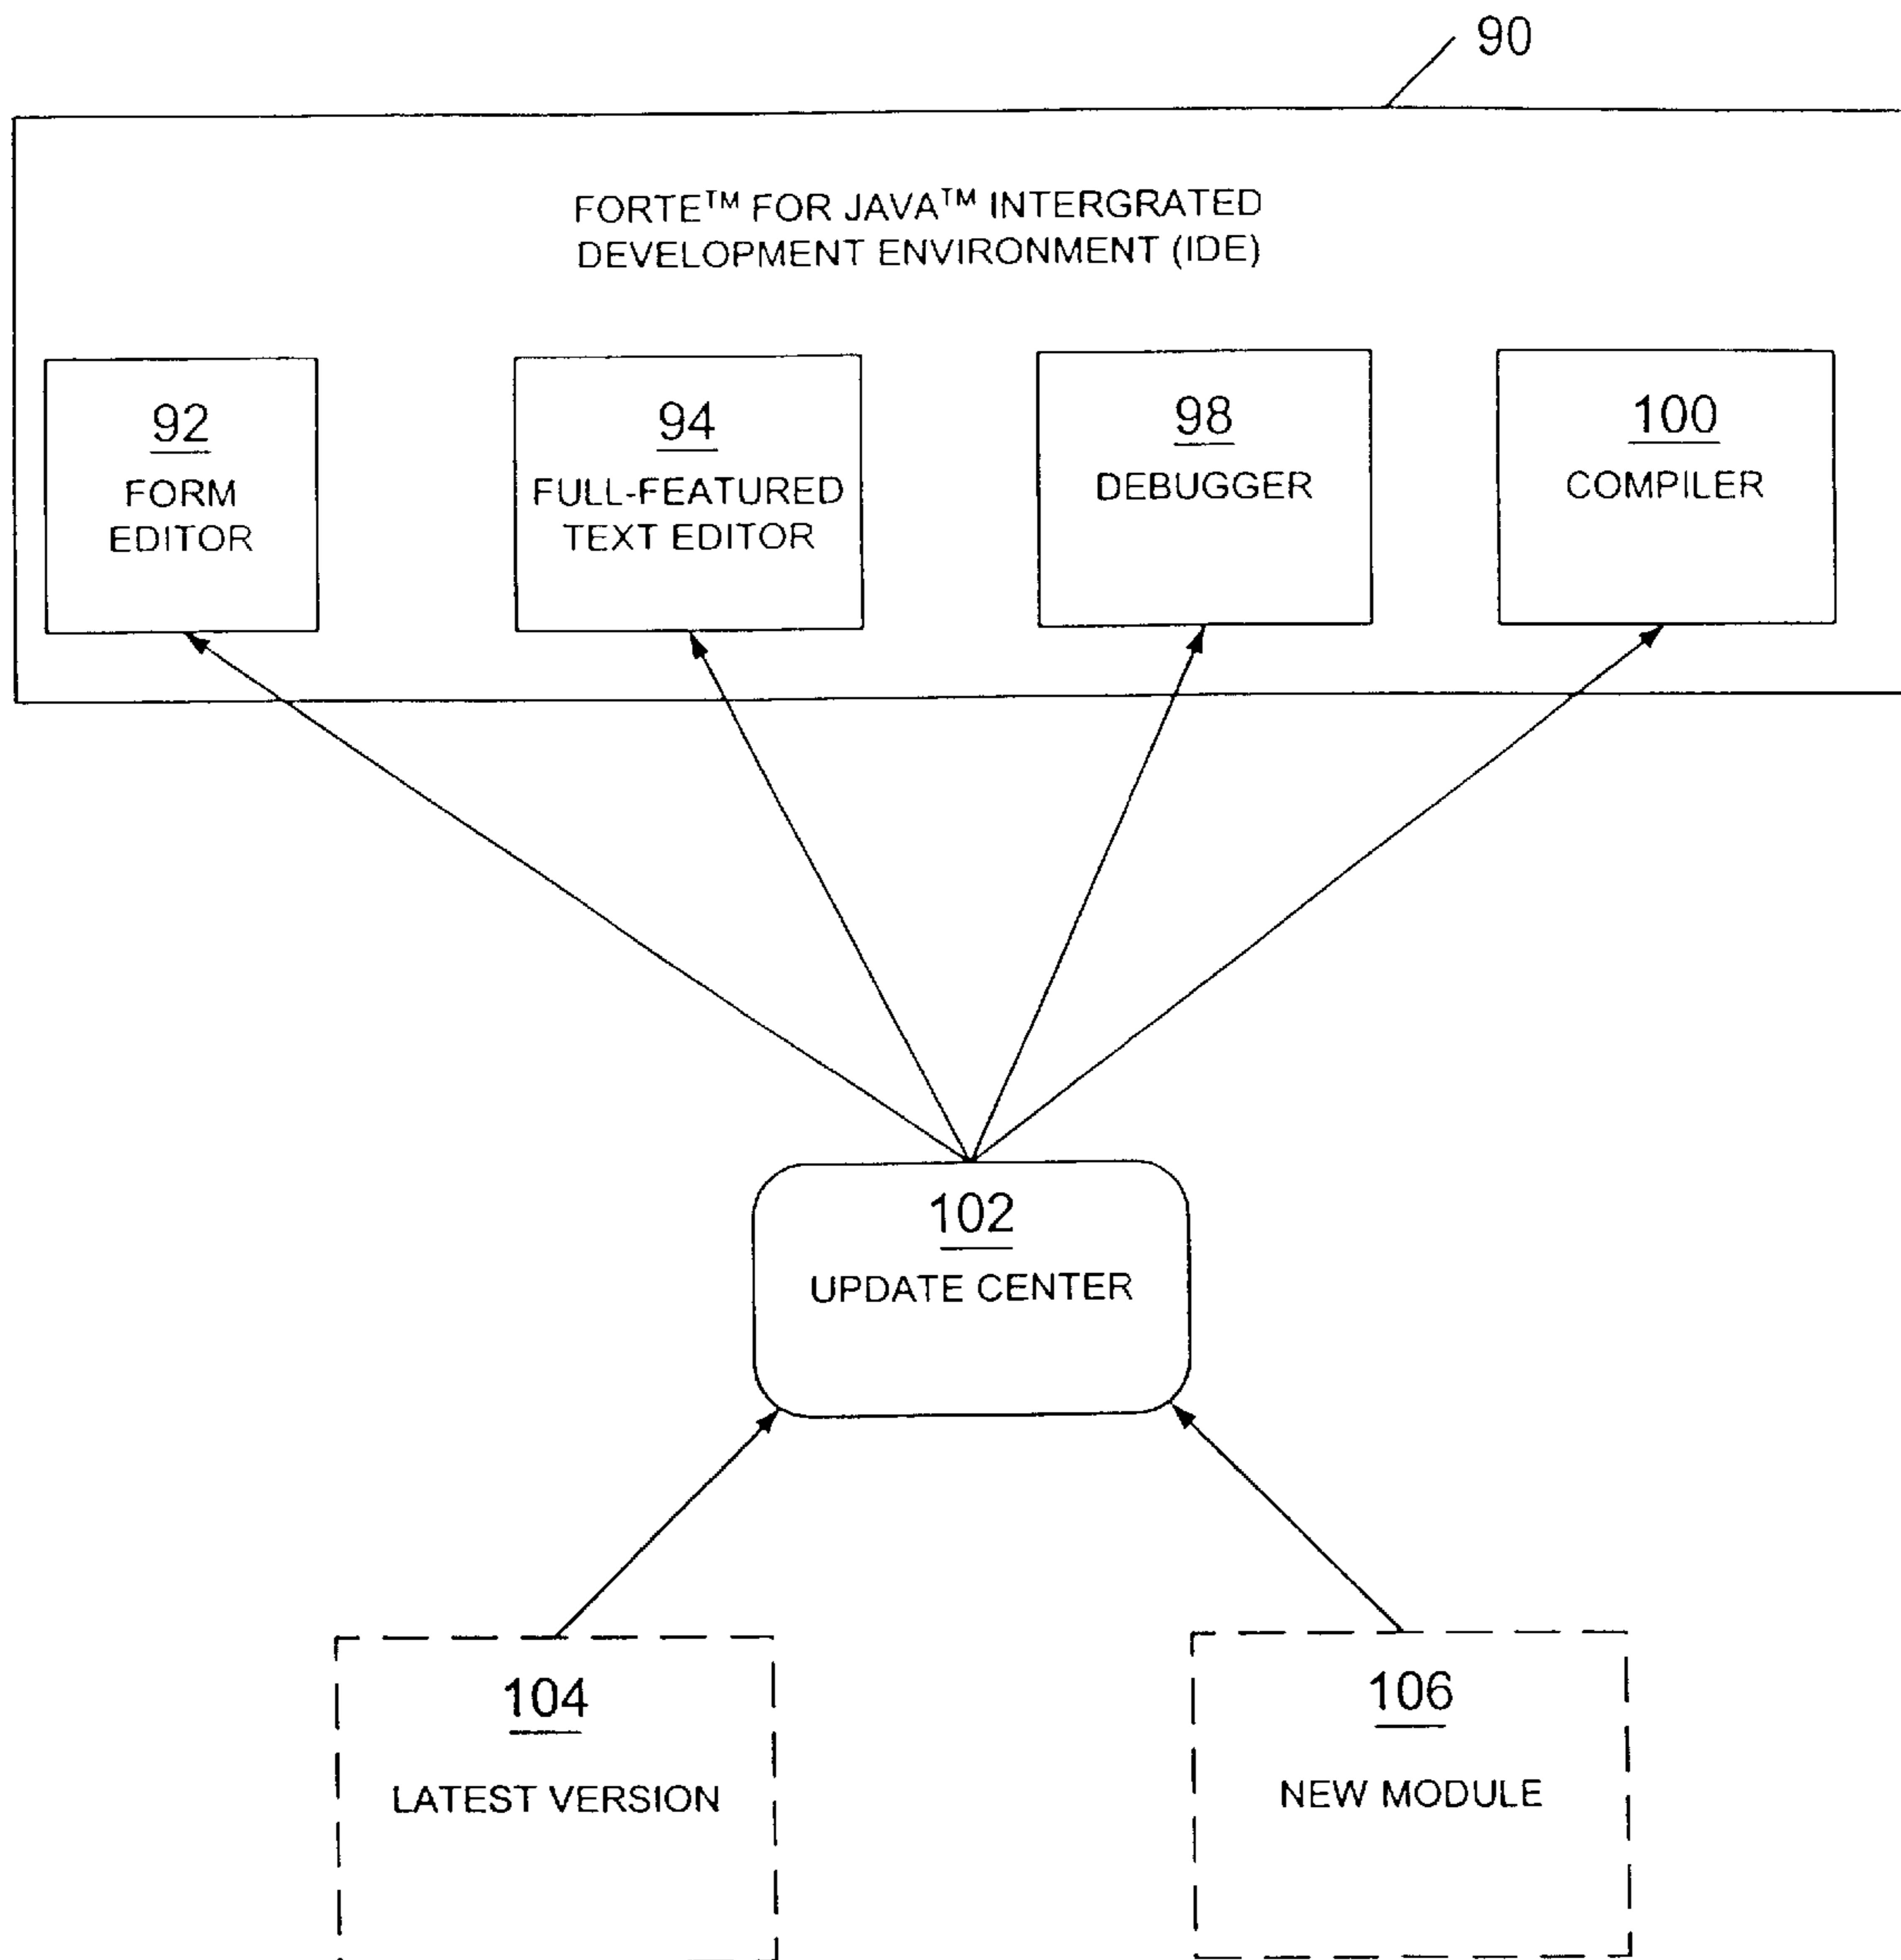 90
FORTE™ FOR JAVA™ INTERGRATED
DEVELOPMENT ENVIRONMENT (IDE)
92
FORM
EDITOR
94
FULL-FEATURED
TEXT EDITOR
98
DEBUGGER
100
COMPILER
102
UPDATE CENTER
104
LATEST VERSION
106
NEW MODULE